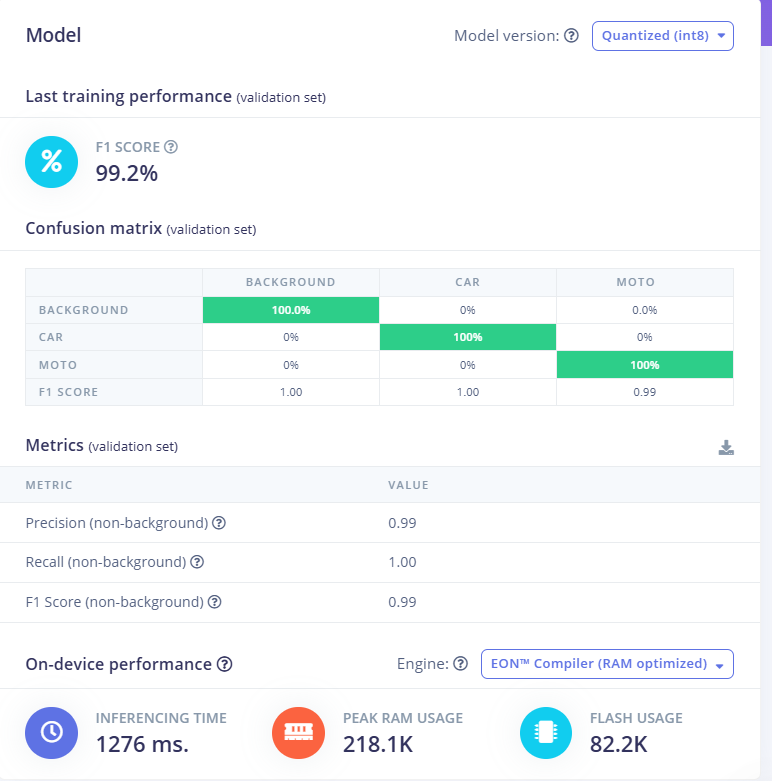 Model
Model version: Quantized (int8)
Last training performance (validation set)
%
F1 SCORE
99.2%
Confusion matrix (validation set)
BACKGROUND CAR MOTO
BACKGROUND 100.0% 0% 0.0%
CAR 0% 100% 0%
MOTO 0% 0% 100%
F1 SCORE 1.00 1.00 0.99
Metrics (validation set)
METRIC VALUE
Precision (non-background) 0.99
Recall (non-background) 1.00
F1 Score (non-background) 0.99
On-device performance
Engine: EON™ Compiler (RAM optimized)
INFERENCING TIME
1276 ms.
PEAK RAM USAGE
218.1K
FLASH USAGE
82.2K